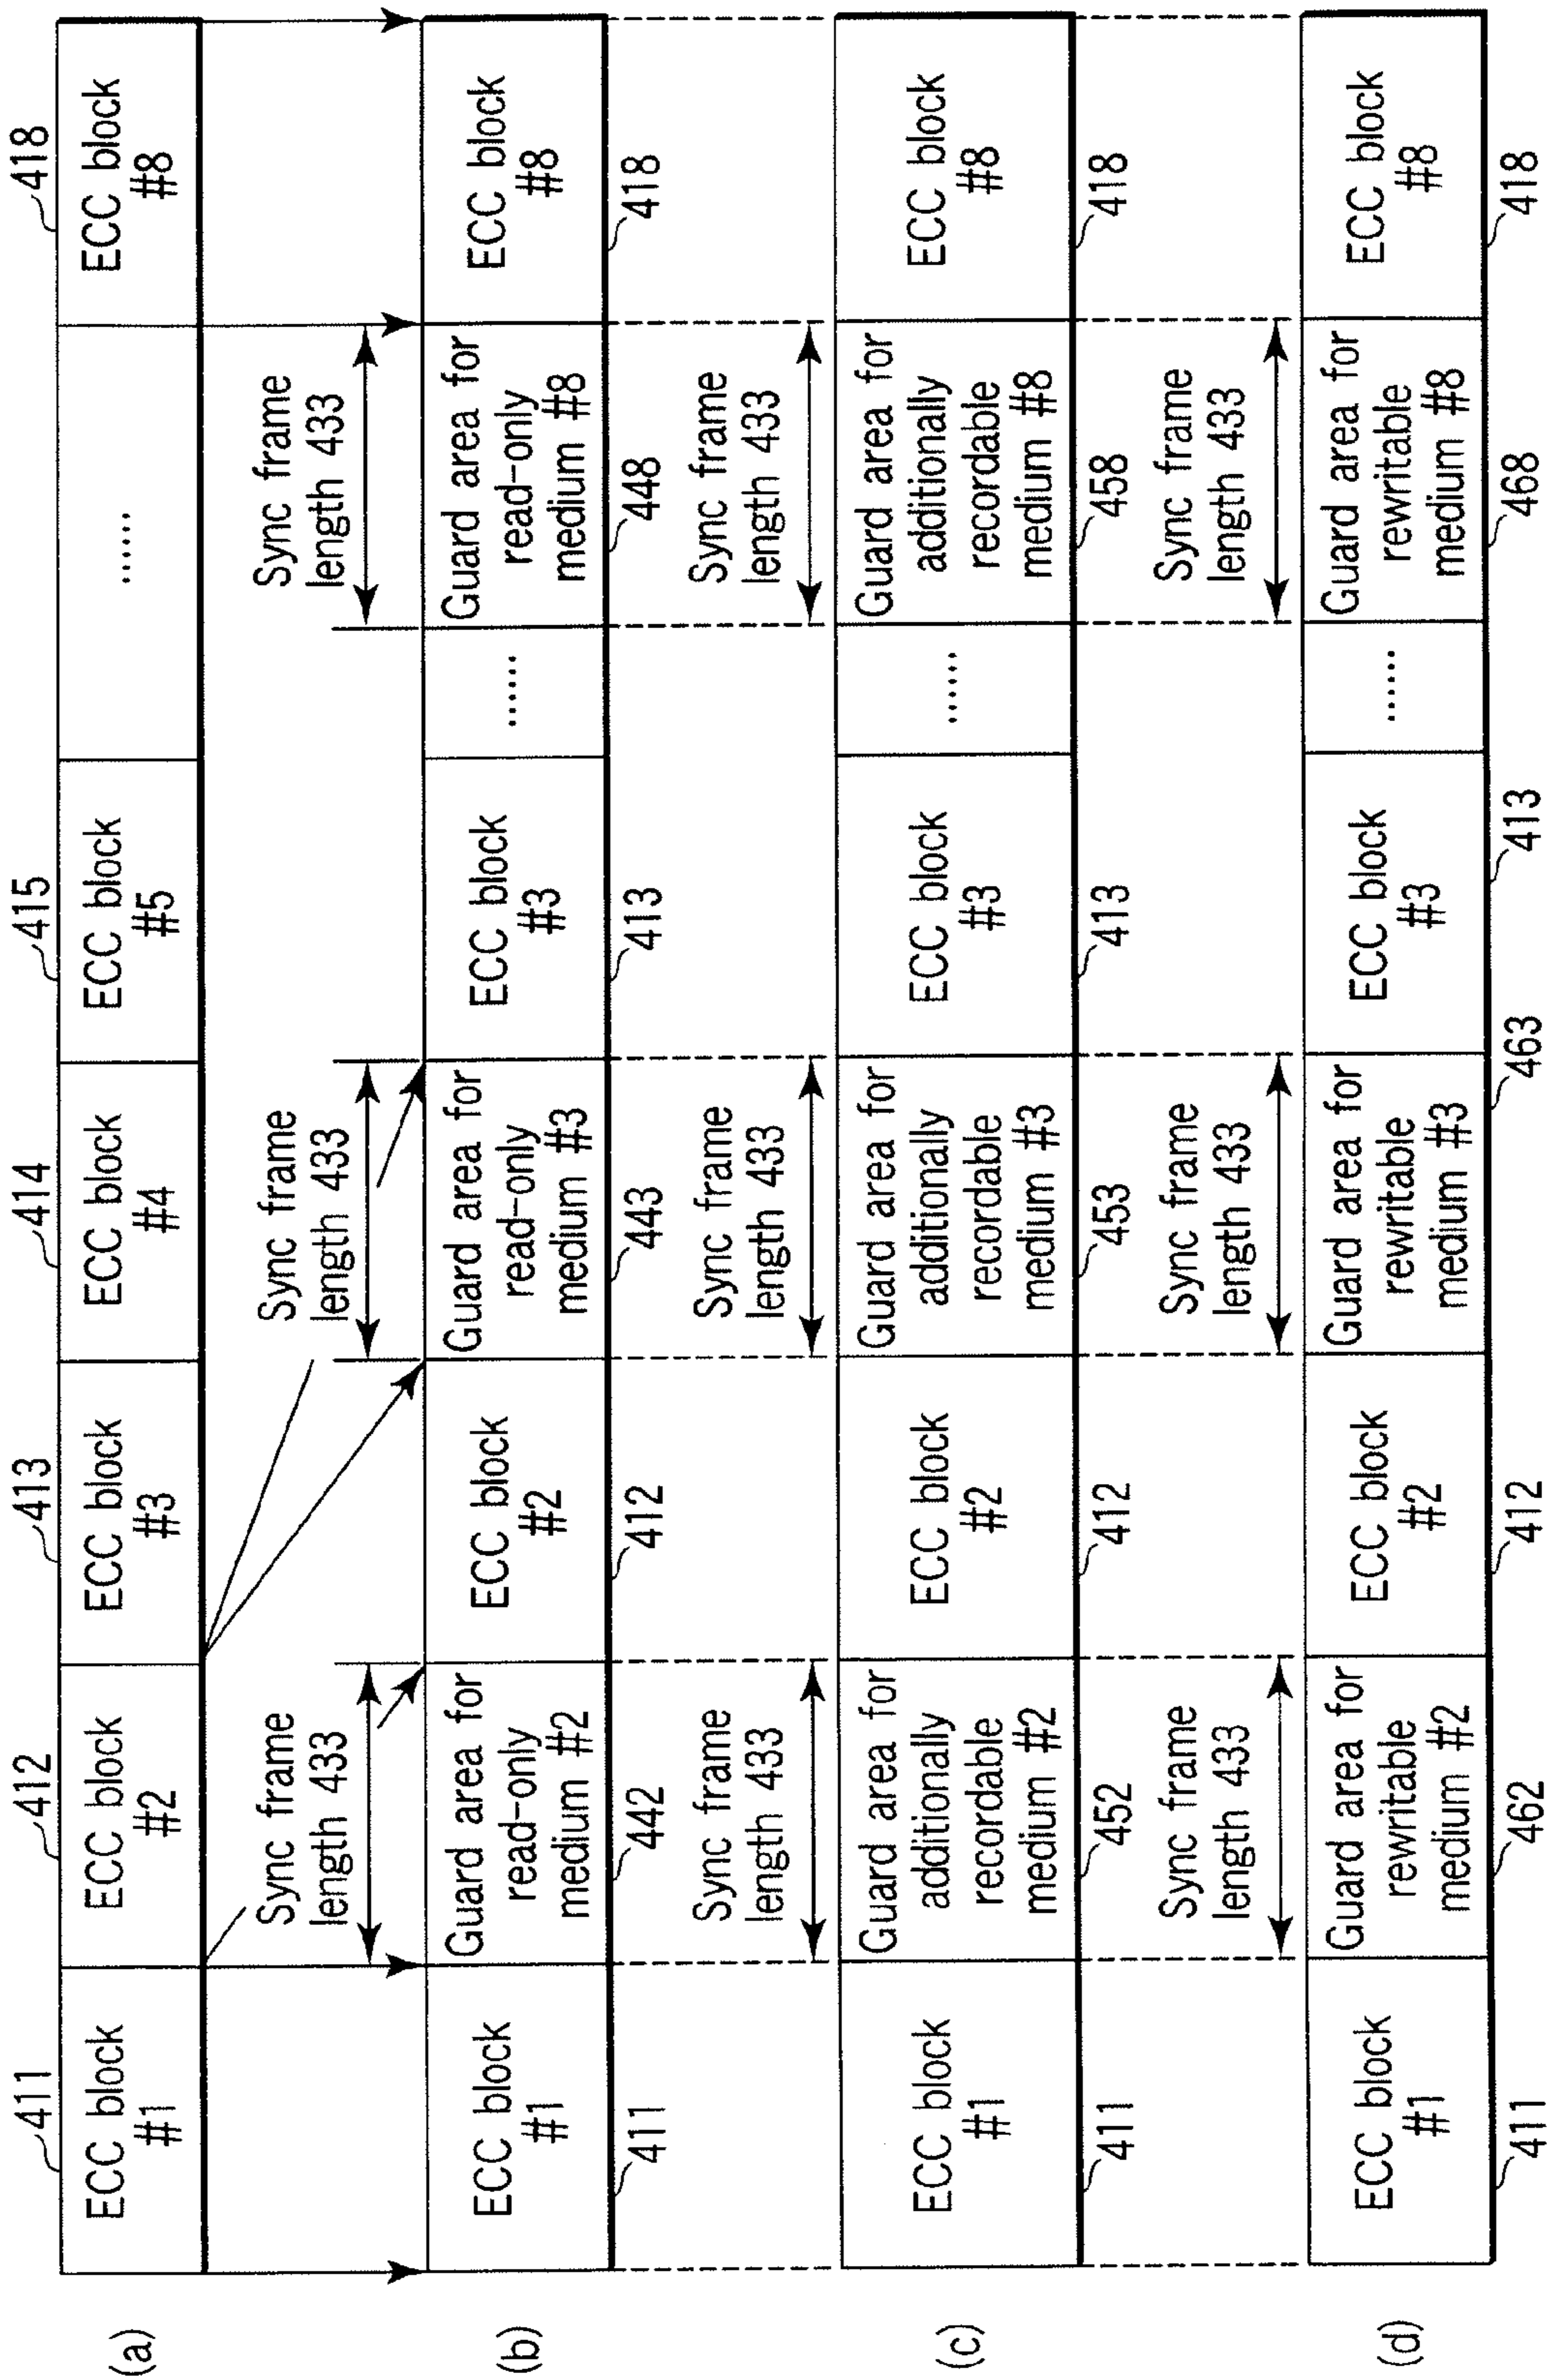 (a)
411
412
413
414
415
418
ECC block
#1
ECC block
#2
ECC block
#3
ECC block
#4
ECC block
#5
......
ECC block
#8
Sync frame
length 433
Sync frame
length 433
Sync frame
length 433
(b)
ECC block
#1
Guard area for
read-only
medium #2
ECC block
#2
Guard area for
read-only
medium #3
ECC block
#3
......
Guard area for
read-only
medium #8
ECC block
#8
411
442
412
443
413
448
418
Sync frame
length 433
Sync frame
length 433
Sync frame
length 433
(c)
ECC block
#1
Guard area for
additionally
recordable
medium #2
ECC block
#2
Guard area for
additionally
recordable
medium #3
ECC block
#3
......
Guard area for
additionally
recordable
medium #8
ECC block
#8
411
452
412
453
413
458
418
Sync frame
length 433
Sync frame
length 433
Sync frame
length 433
(d)
ECC block
#1
Guard area for
rewritable
medium #2
ECC block
#2
Guard area for
rewritable
medium #3
ECC block
#3
......
Guard area for
rewritable
medium #8
ECC block
#8
411
462
412
463
413
468
418